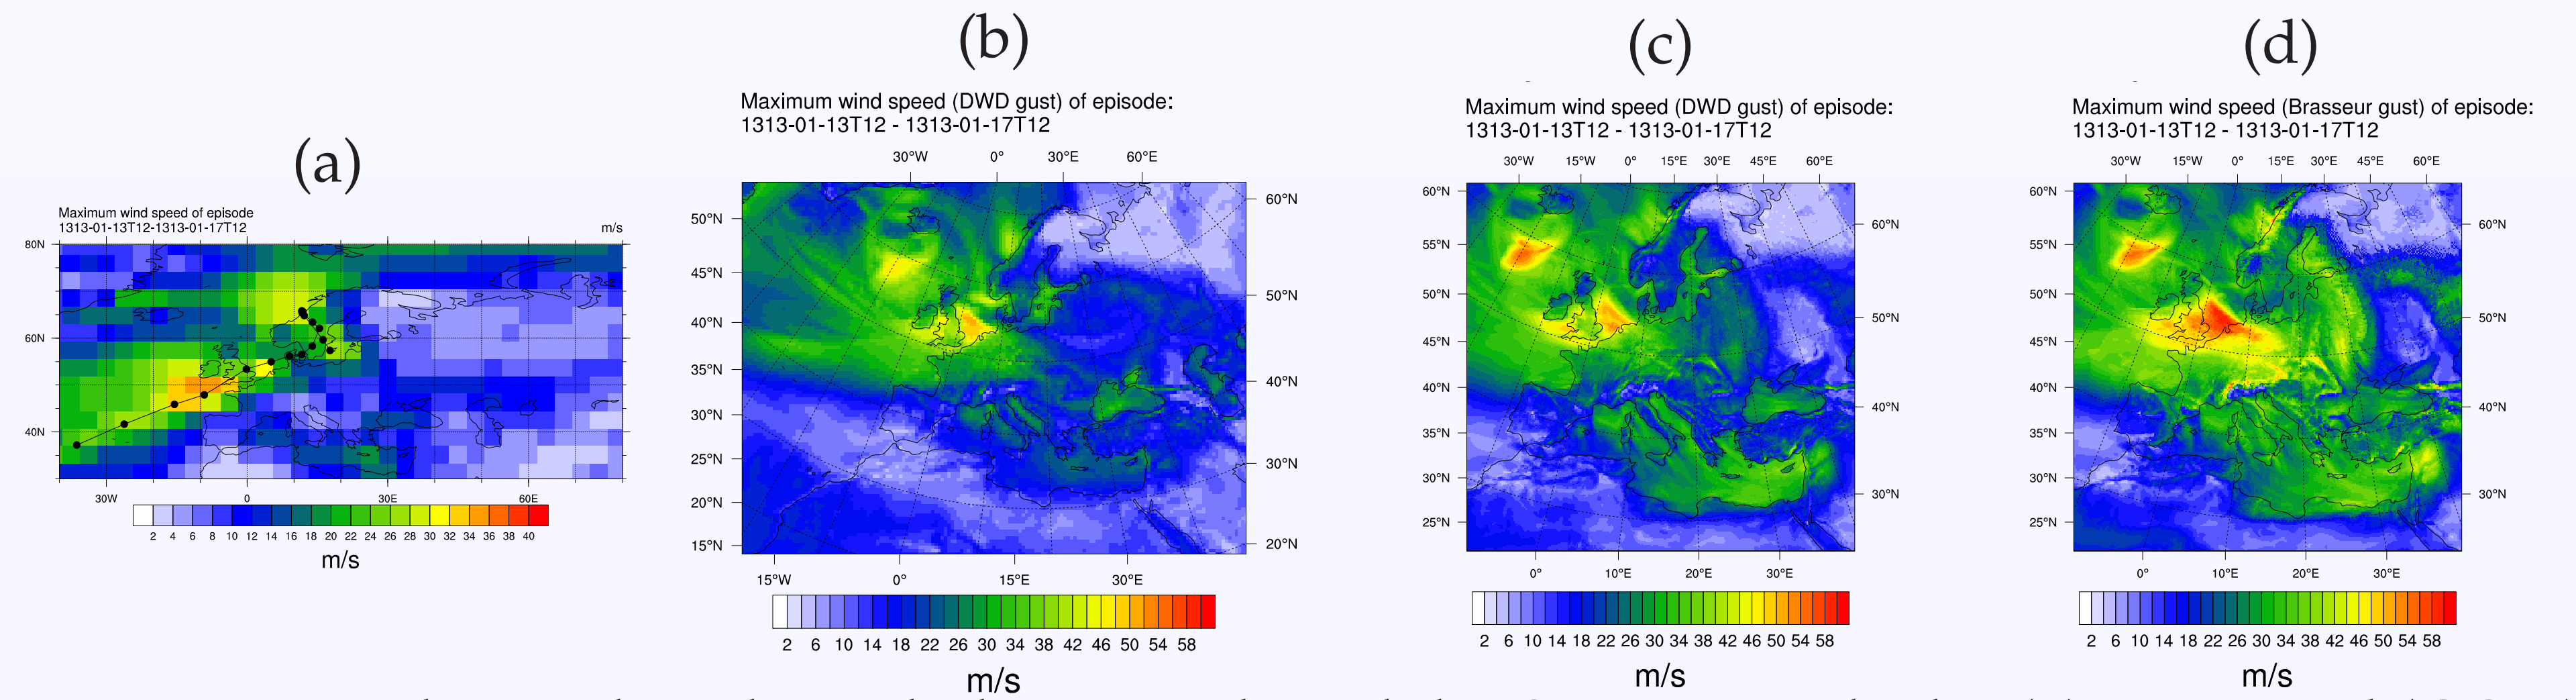 (a)
Maximum wind speed of episode
1313-01-13T12-1313-01-17T12 m/s
80N
60N
40N
30W 0 30E 60E
2 4 6 8 10 12 14 16 18 20 22 24 26 28 30 32 34 36 38 40
m/s
(b)
Maximum wind speed (DWD gust) of episode:
1313-01-13T12 - 1313-01-17T12
30°W 0° 30°E 60°E
50°N
45°N
40°N
35°N
30°N
25°N
20°N
15°N
60°N
50°N
40°N
30°N
20°N
15°W 0° 15°E 30°E
2 6 10 14 18 22 26 30 34 38 42 46 50 54 58
m/s
(c)
Maximum wind speed (DWD gust) of episode:
1313-01-13T12 - 1313-01-17T12
30°W 15°W 0° 15°E 30°E 45°E 60°E
60°N
55°N
50°N
45°N
40°N
35°N
30°N
25°N
60°N
50°N
40°N
30°N
0° 10°E 20°E 30°E
2 6 10 14 18 22 26 30 34 38 42 46 50 54 58
m/s
(d)
Maximum wind speed (Brasseur gust) of episode:
1313-01-13T12 - 1313-01-17T12
30°W 15°W 0° 15°E 30°E 45°E 60°E
60°N
55°N
50°N
45°N
40°N
35°N
30°N
25°N
60°N
50°N
40°N
30°N
0° 10°E 20°E 30°E
2 6 10 14 18 22 26 30 34 38 42 46 50 54 58
m/s